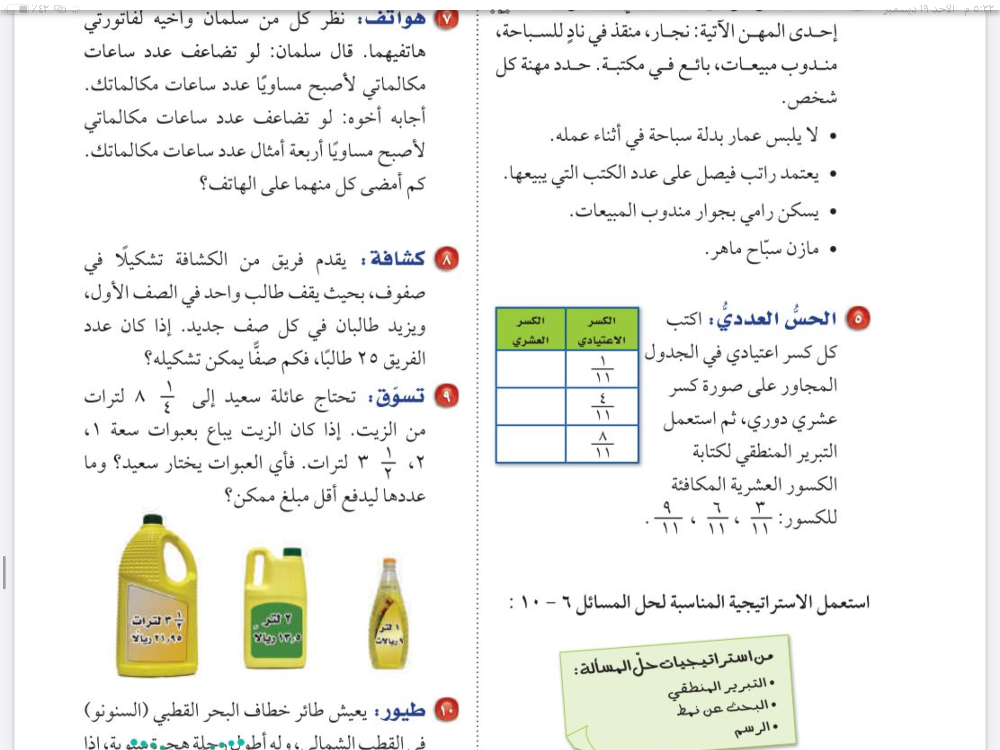 ٥:٢٢ م الأحد ١٩ ديسمبر
٤٢٪
إحدى المهن الآتية: نجار، منقذ في نادٍ للسباحة،
مندوب مبيعات، بائع في مكتبة. حدد مهنة كل
شخص.
• لا يلبس عمار بدلة سباحة في أثناء عمله.
• يعتمد راتب فيصل على عدد الكتب التي يبيعها.
• يسكن رامي بجوار مندوب المبيعات.
• مازن سبّاح ماهر.
٥ الحسُّ العدديُّ: اكتب
كل كسر اعتيادي في الجدول
المجاور على صورة كسر
عشري دوري، ثم استعمل
التبرير المنطقي لكتابة
الكسور العشرية المكافئة
للكسور: ٣/١١ ، ٦/١١ ، ٩/١١ .
الكسر الاعتيادي
الكسر العشري
١/١١
٤/١١
٨/١١
استعمل الاستراتيجية المناسبة لحل المسائل ٦ – ١٠ :
من استراتيجيات حلّ المسألة:
• التبرير المنطقي
• البحث عن نمط
• الرسم
٧ هواتف: نظر كل من سلمان وأخيه لفاتورتي
هاتفيهما. قال سلمان: لو تضاعف عدد ساعات
مكالماتي لأصبح مساويًا عدد ساعات مكالماتك.
أجابه أخوه: لو تضاعف عدد ساعات مكالماتي
لأصبح مساويًا أربعة أمثال عدد ساعات مكالماتك.
كم أمضى كل منهما على الهاتف؟
٨ كشافة: يقدم فريق من الكشافة تشكيلًا في
صفوف، بحيث يقف طالب واحد في الصف الأول،
ويزيد طالبان في كل صف جديد. إذا كان عدد
الفريق ٢٥ طالبًا، فكم صفًّا يمكن تشكيله؟
٩ تسوّق: تحتاج عائلة سعيد إلى ١/٤ ٨ لترات
من الزيت. إذا كان الزيت يباع بعبوات سعة ١،
٢، ١/٢ ٣ لترات. فأي العبوات يختار سعيد؟ وما
عددها ليدفع أقل مبلغ ممكن؟
١ لتر
٩ ريالات
٢ لتر
١٣٫٥ ريالا
١/٢ ٣ لترات
٢١٫٩٥ ريالًا
١٠ طيور: يعيش طائر خطاف البحر القطبي (السنونو)
في القطب الشمالي، وله أطول رحلة هجرة سنوية، إذا